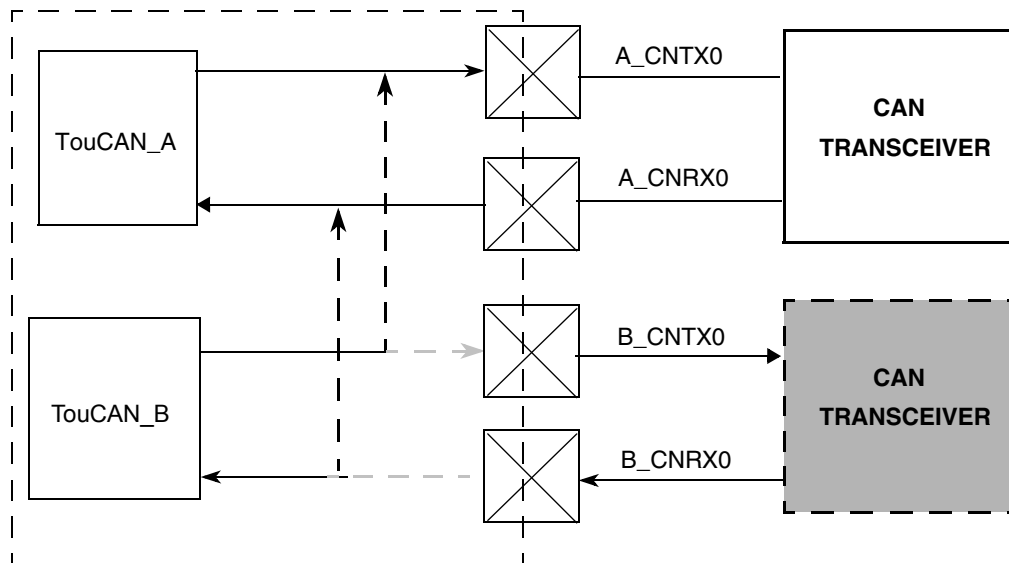 TouCAN_A
A_CNTX0
A_CNRX0
CAN
TRANSCEIVER
TouCAN_B
B_CNTX0
B_CNRX0
CAN
TRANSCEIVER